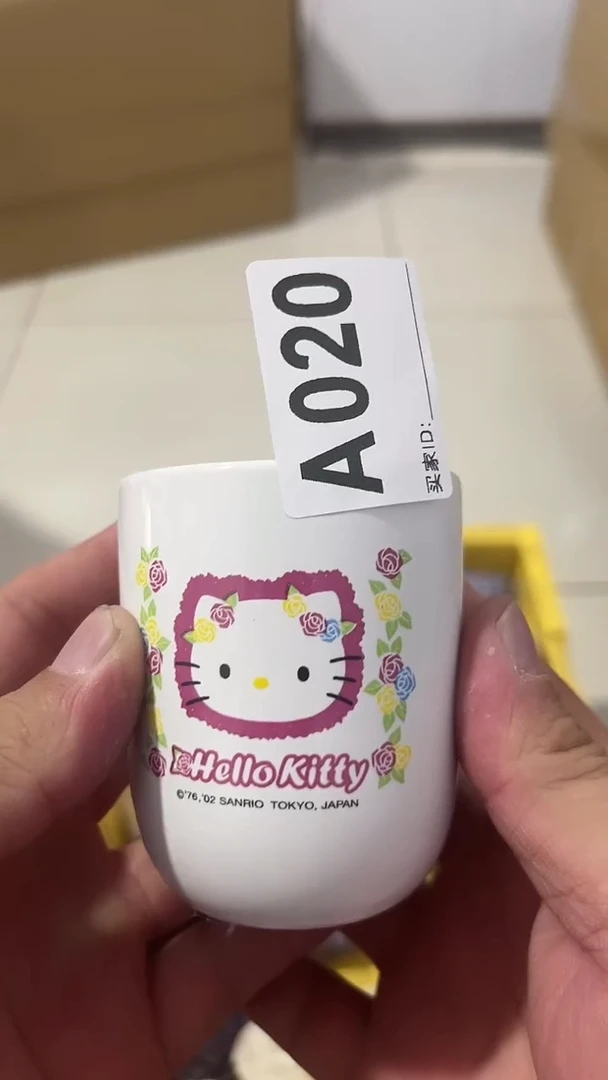 A020
买家ID:
Hello Kitty
©'76,'02 SANRIO TOKYO, JAPAN